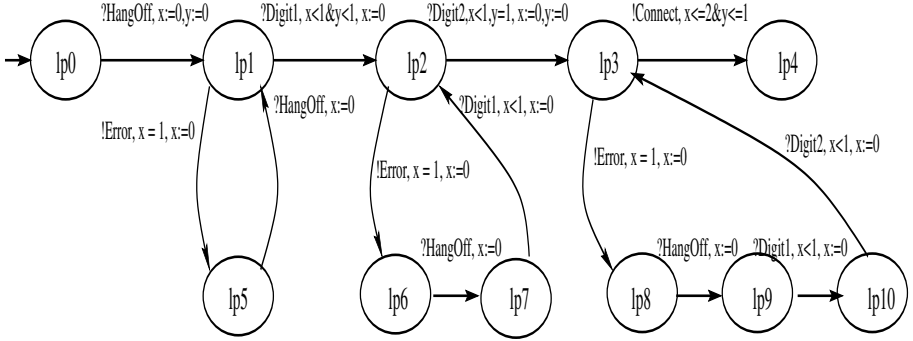 ?HangOff, x:=0,y:=0 ?Digit1, x<1&y<1, x:=0 ?Digit2,x<1,y=1, x:=0,y:=0 !Connect, x<=2&y<=1
lp0 lp1 lp2 lp3 lp4
?HangOff, x:=0 ?Digit1, x<1, x:=0
!Error, x = 1, x:=0 ?Digit2, x<1, x:=0
!Error, x = 1, x:=0 !Error, x = 1, x:=0
?HangOff, x:=0 ?HangOff, x:=0 ?Digit1, x<1, x:=0
lp5 lp6 lp7 lp8 lp9 lp10